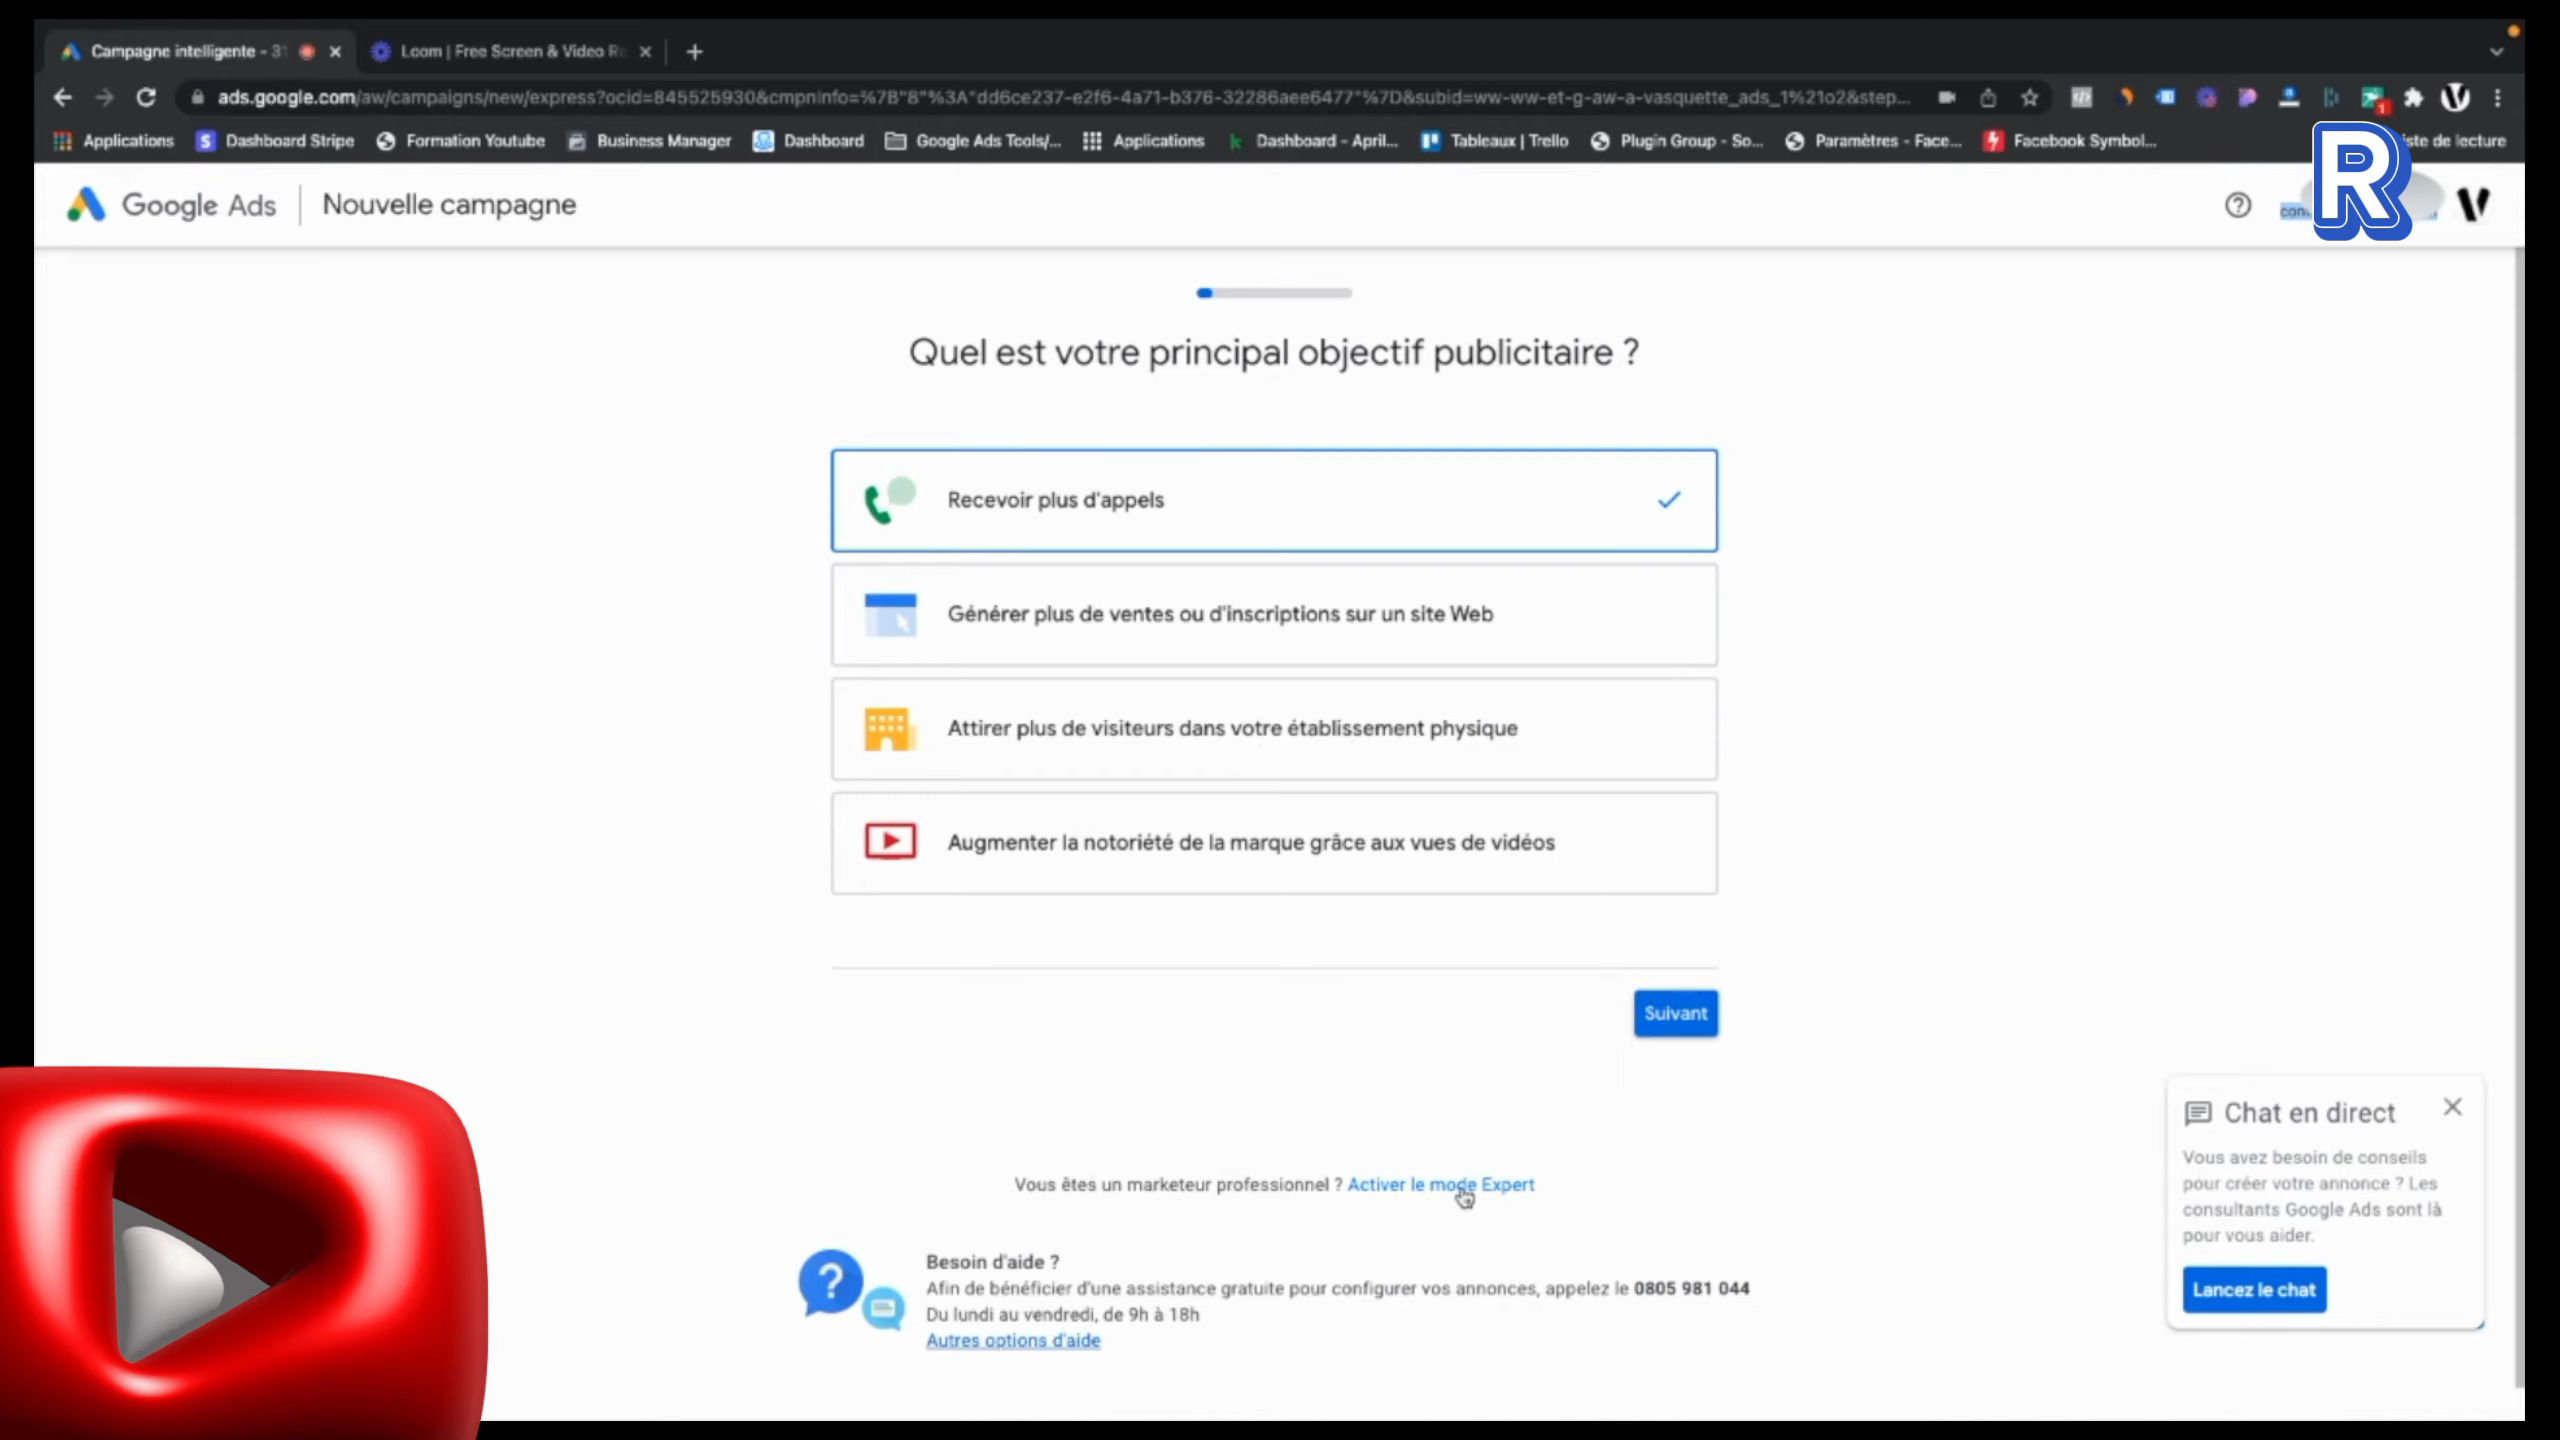 Campagne intelligente - 31
Loom | Free Screen & Video Re
ads.google.com/aw/campaigns/new/express?ocid=845525930&cmpnInfo=%7B"8"%3A"dd6ce237-e2f6-4a71-b376-32286aee6477"%7D&subid=ww-ww-et-g-aw-a-vasquette_ads_1%21o2&step...
Applications
Dashboard Stripe
Formation Youtube
Business Manager
Dashboard
Google Ads Tools/...
Applications
Dashboard - April...
Tableaux | Trello
Plugin Group - So...
Paramètres - Face...
Facebook Symbol...
ste de lecture
R
Google Ads
Nouvelle campagne
Quel est votre principal objectif publicitaire ?
Recevoir plus d'appels
Générer plus de ventes ou d'inscriptions sur un site Web
Attirer plus de visiteurs dans votre établissement physique
Augmenter la notoriété de la marque grâce aux vues de vidéos
Suivant
Vous êtes un marketeur professionnel ? Activer le mode Expert
Besoin d'aide ?
Afin de bénéficier d'une assistance gratuite pour configurer vos annonces, appelez le 0805 981 044
Du lundi au vendredi, de 9h à 18h
Autres options d'aide
Chat en direct
Vous avez besoin de conseils
pour créer votre annonce ? Les
consultants Google Ads sont là
pour vous aider.
Lancez le chat